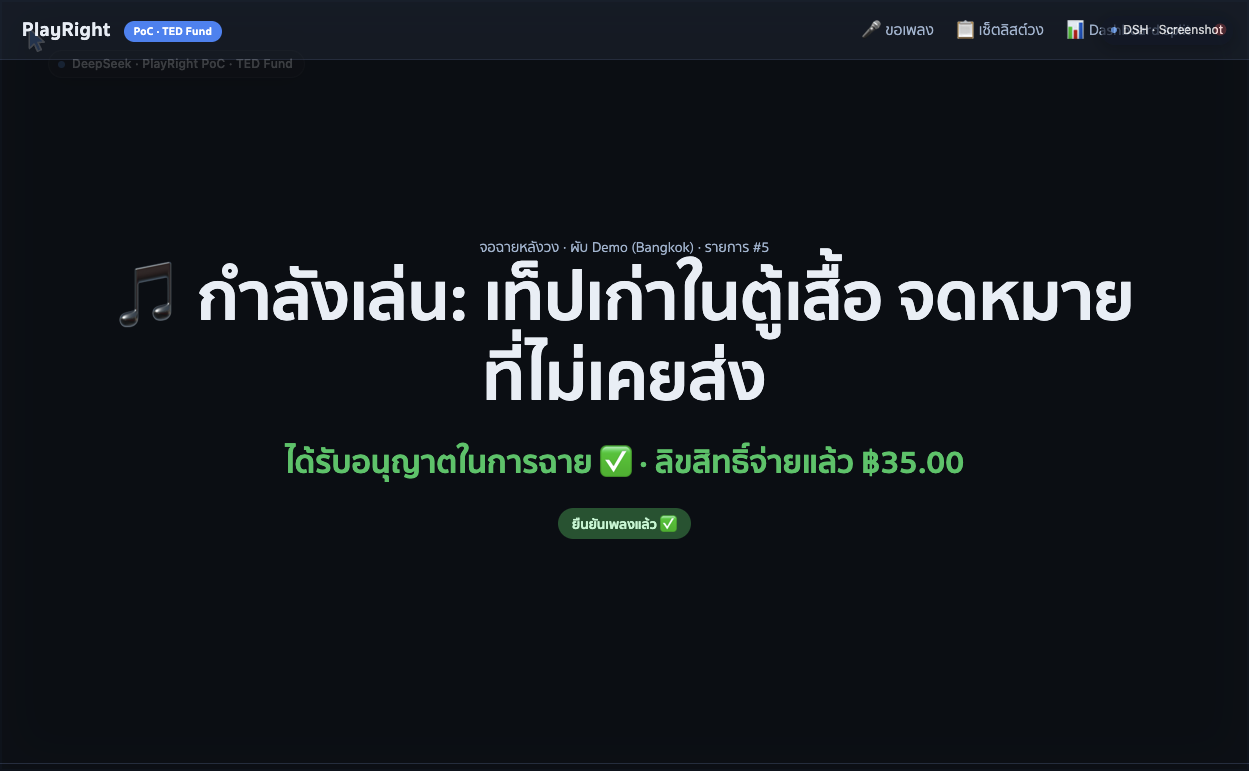 PlayRight
PoC · TED Fund
🎤 ขอเพลง
📋 เซ็ตลิสต์วง
DSH · Screenshot
DeepSeek · PlayRight PoC · TED Fund
จอฉายหลังวง · ผับ Demo (Bangkok) · รายการ #5
🎵 กำลังเล่น: เท็ปเก่าในตู้เสื้อ จดหมาย
ที่ไม่เคยส่ง
ได้รับอนุญาตในการฉาย ✅ · ลิขสิทธิ์จ่ายแล้ว ฿35.00
ยืนยันเพลงแล้ว ✅